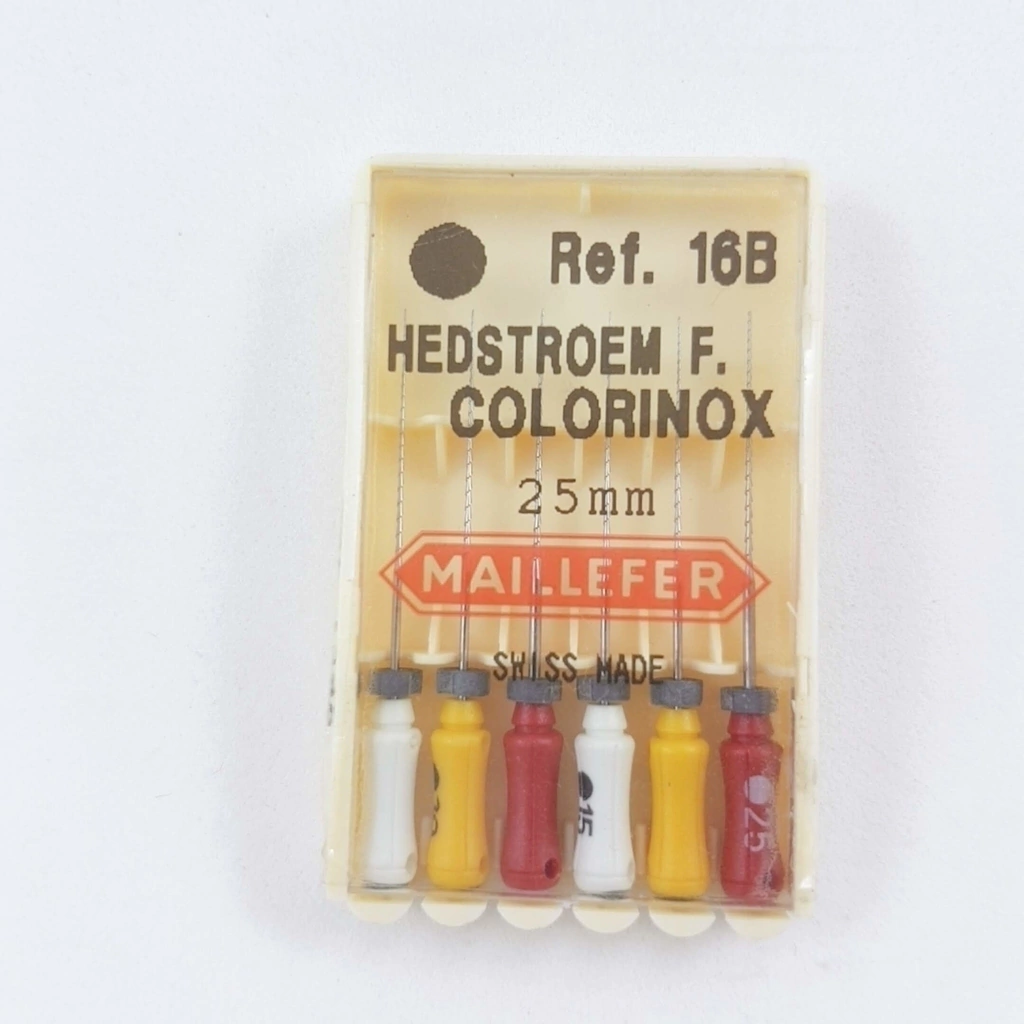 Ref. 16B
HEDSTROEM F.
COLORINOX
25mm
MAILLEFER
SWISS MADE
15
25